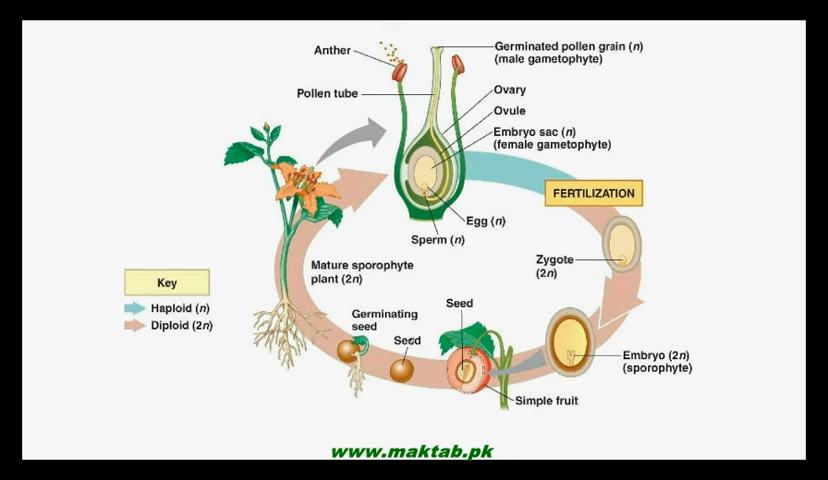 Anther
Germinated pollen grain (n)
(male gametophyte)
Pollen tube
Ovary
Ovule
Embryo sac (n)
(female gametophyte)
FERTILIZATION
Egg (n)
Sperm (n)
Zygote
(2n)
Mature sporophyte
plant (2n)
Key
Haploid (n)
Diploid (2n)
Germinating
seed
Seed
Seed
Embryo (2n)
(sporophyte)
Simple fruit
www.maktab.pk